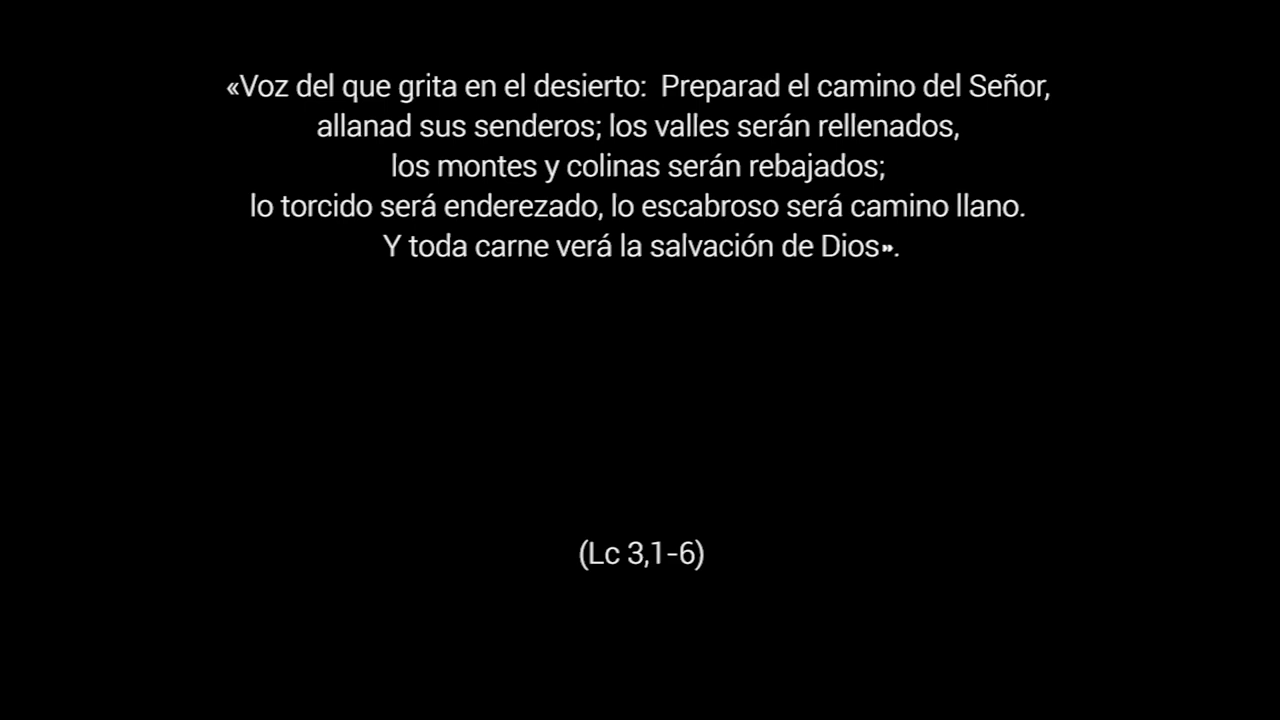 «Voz del que grita en el desierto:  Preparad el camino del Señor,
allanad sus senderos; los valles serán rellenados,
los montes y colinas serán rebajados;
lo torcido será enderezado, lo escabroso será camino llano.
Y toda carne verá la salvación de Dios».
(Lc 3,1-6)